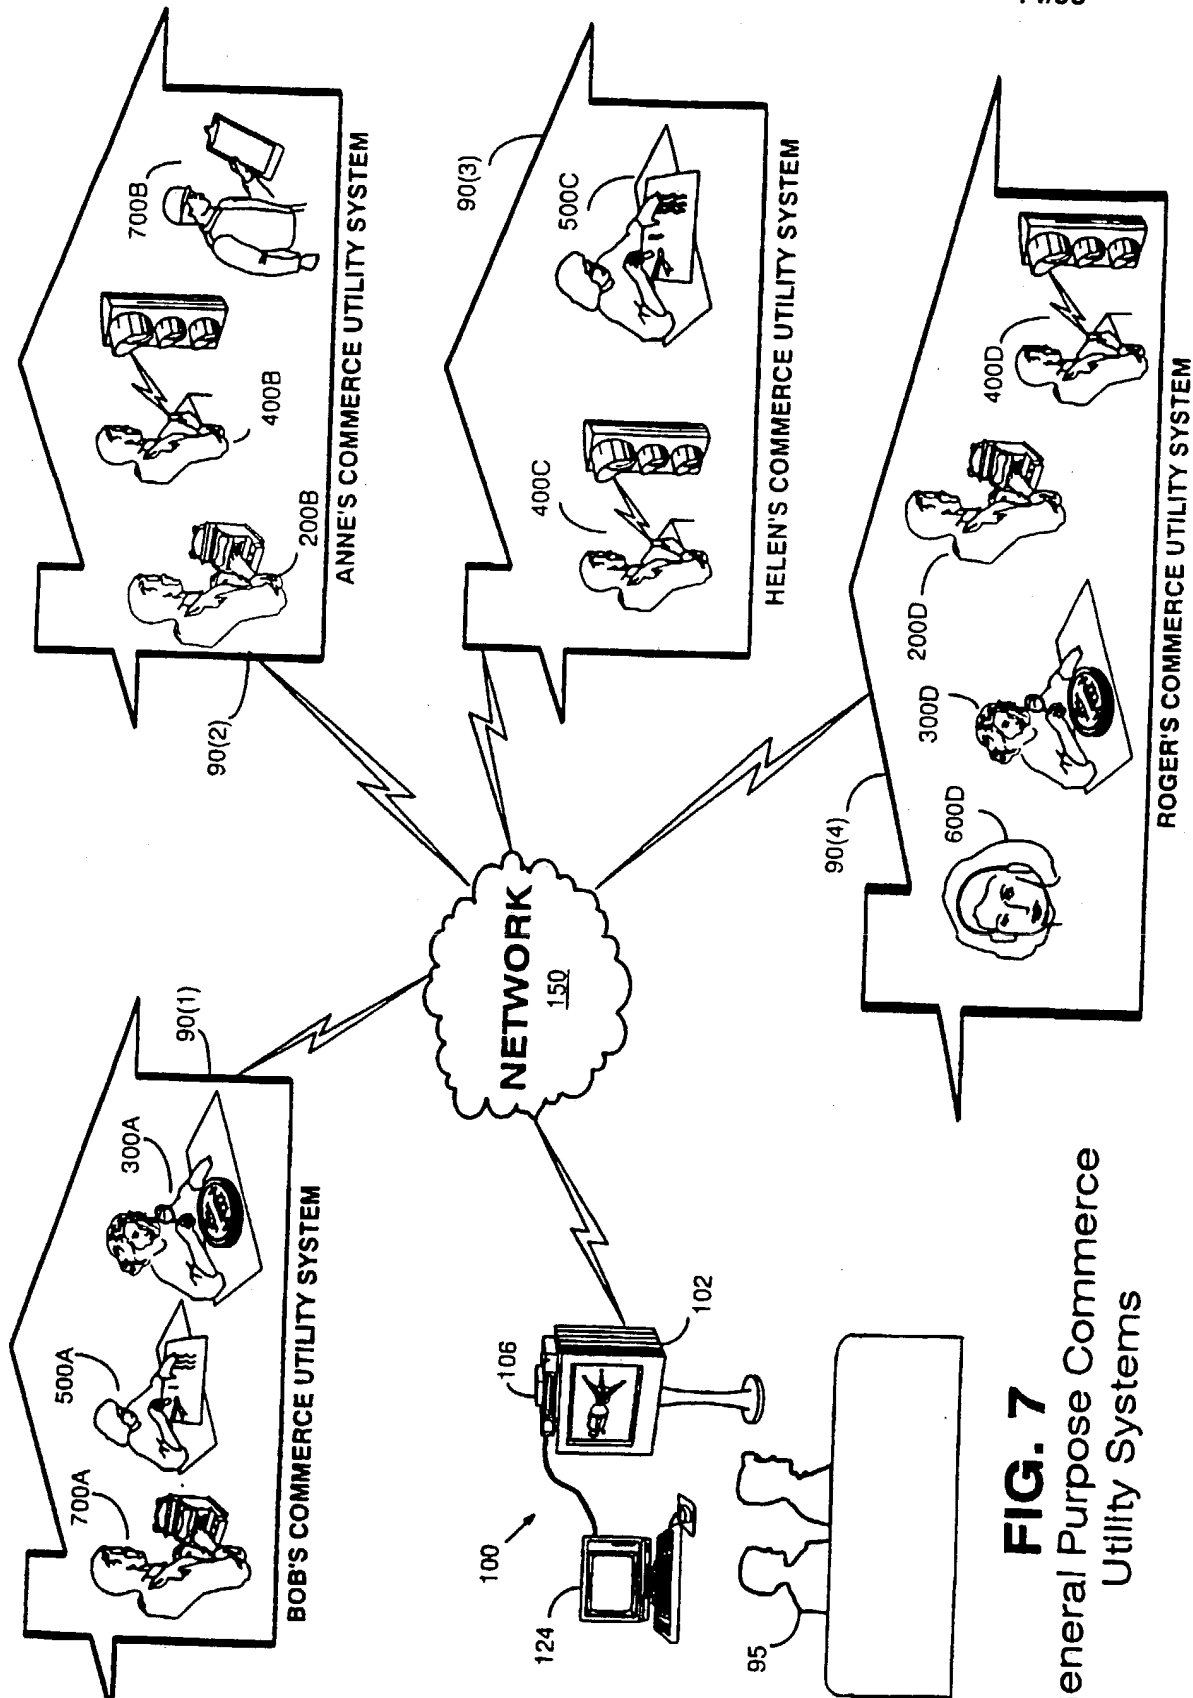 700A
500A
300A
90(1)
BOB'S COMMERCE UTILITY SYSTEM
90(2)
200B
400B
700B
ANNE'S COMMERCE UTILITY SYSTEM
NETWORK
150
100
124
106
102
95
400C
500C
90(3)
HELEN'S COMMERCE UTILITY SYSTEM
90(4)
600D
300D
200D
400D
ROGER'S COMMERCE UTILITY SYSTEM
FIG. 7
eneral Purpose Commerce
Utility Systems